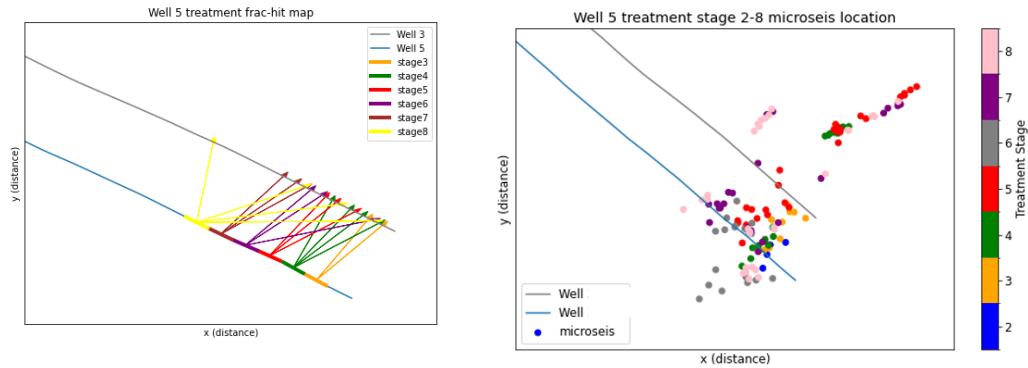 Well 5 treatment frac-hit map
Well 3
Well 5
stage3
stage4
stage5
stage6
stage7
stage8
y (distance)
x (distance)
Well 5 treatment stage 2-8 microseis location
y (distance)
Well
Well
microseis
x (distance)
8
7
6
5
4
3
2
Treatment Stage